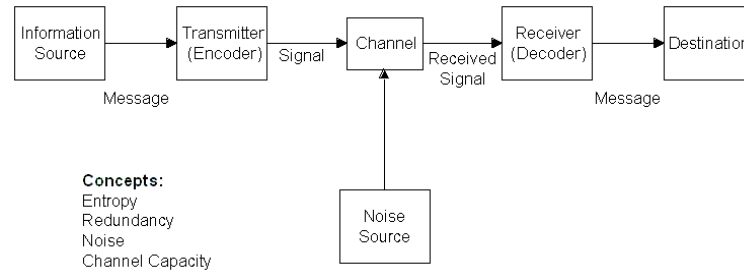 Information
Source
Transmitter
(Encoder)
Channel
Receiver
(Decoder)
Destination
Message
Signal
Received
Signal
Message
Noise
Source
Concepts:
Entropy
Redundancy
Noise
Channel Capacity